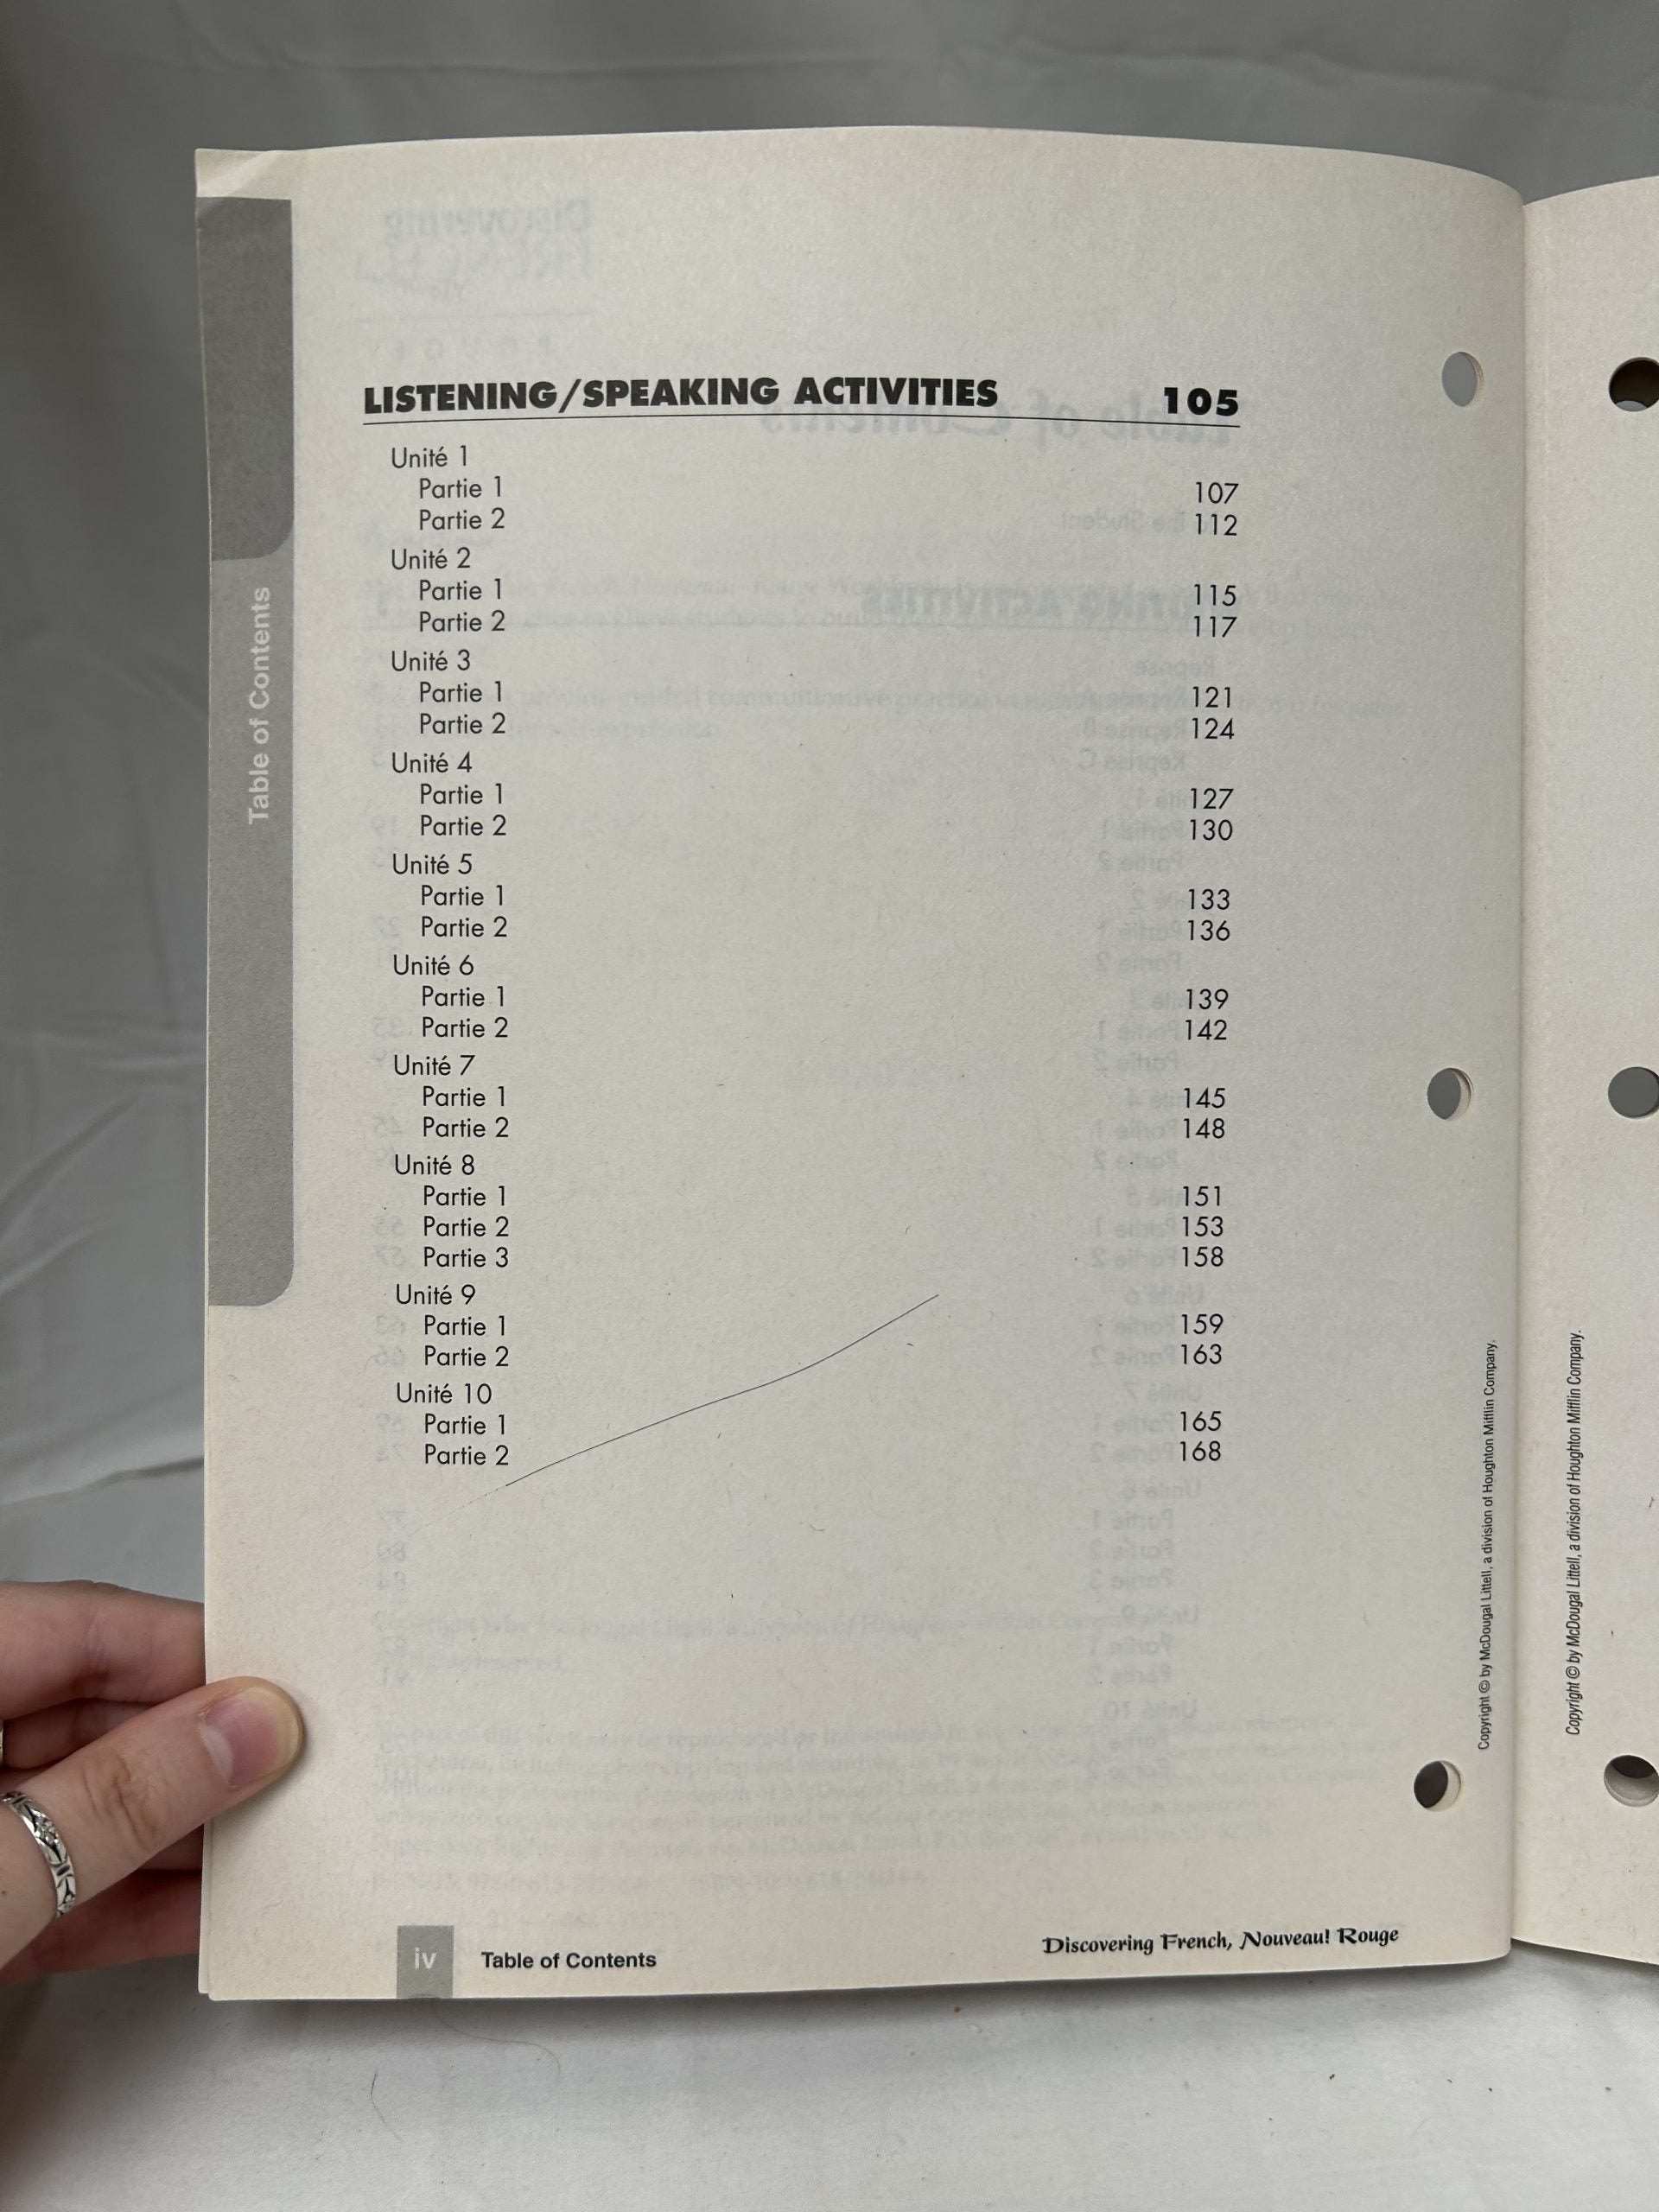 LISTENING/SPEAKING ACTIVITIES 105
Unité 1
Partie 1 107
Partie 2 112
Unité 2
Partie 1 115
Partie 2 117
Unité 3
Partie 1 121
Partie 2 124
Unité 4
Partie 1 127
Partie 2 130
Unité 5
Partie 1 133
Partie 2 136
Unité 6
Partie 1 139
Partie 2 142
Unité 7
Partie 1 145
Partie 2 148
Unité 8
Partie 1 151
Partie 2 153
Partie 3 158
Unité 9
Partie 1 159
Partie 2 163
Unité 10
Partie 1 165
Partie 2 168
Table of Contents
iv Table of Contents
Discovering French, Nouveau! Rouge
Copyright © by McDougal Littell, a division of Houghton Mifflin Company.
Copyright © by McDougal Littell, a division of Houghton Mifflin Company.